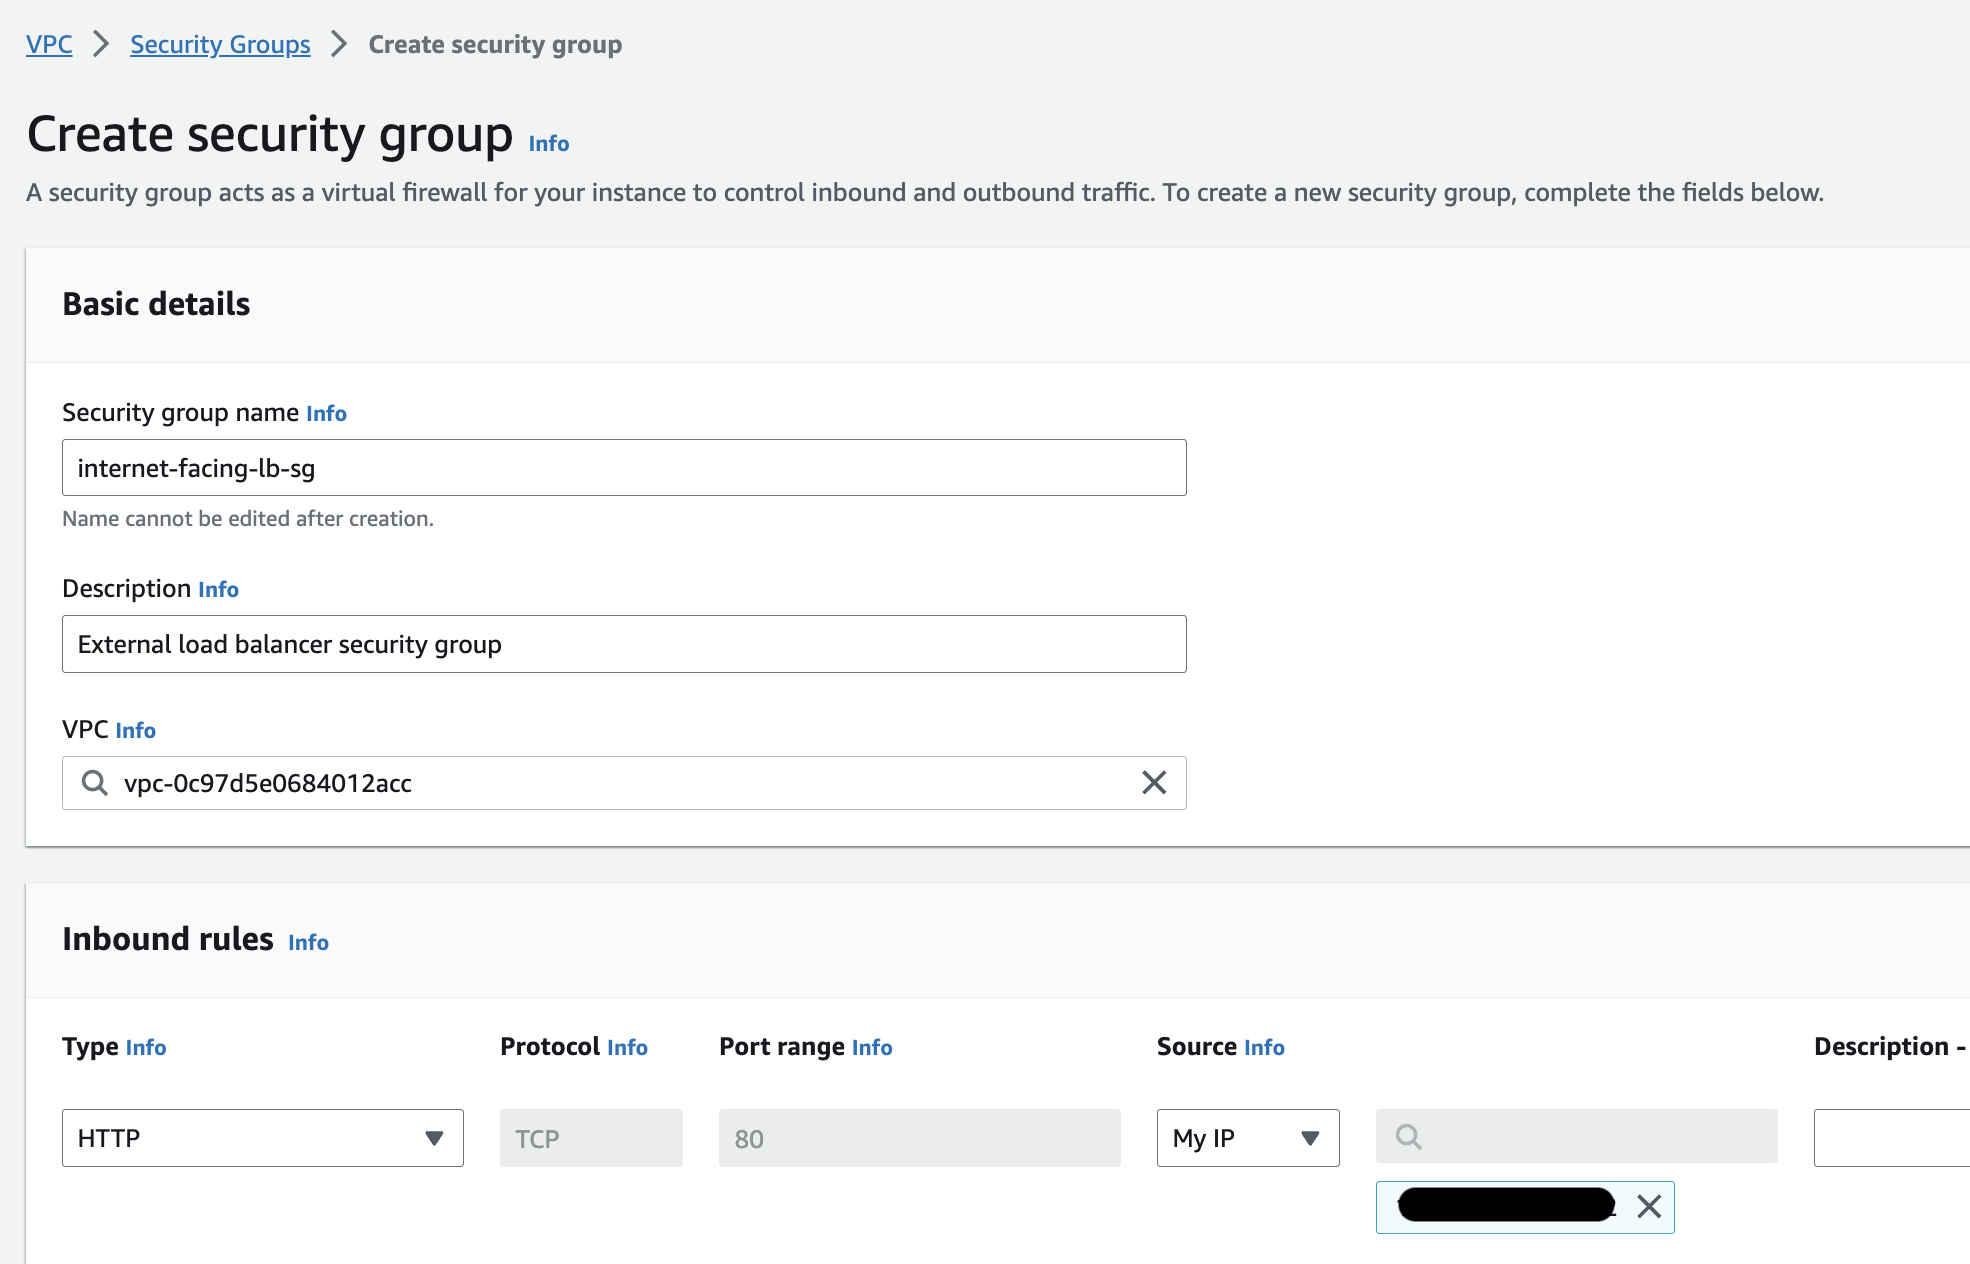 VPC > Security Groups > Create security group
Create security group Info
A security group acts as a virtual firewall for your instance to control inbound and outbound traffic. To create a new security group, complete the fields below.
Basic details
Security group name Info
internet-facing-lb-sg
Name cannot be edited after creation.
Description Info
External load balancer security group
VPC Info
vpc-0c97d5e0684012acc
Inbound rules Info
Type Info Protocol Info Port range Info Source Info Description -
HTTP TCP 80 My IP